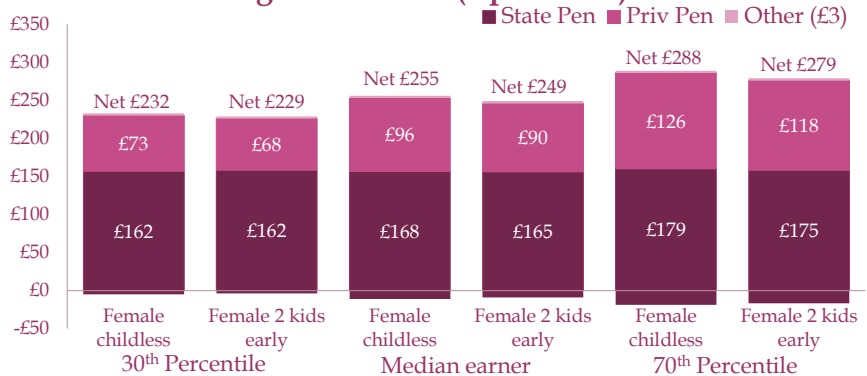 ■ State Pen ■ Priv Pen ■ Other (£3)
£350
£300
£250
£200
£150
£100
£50
£0
-£50
Net £232
Net £229
Net £255
Net £249
Net £288
Net £279
£73
£68
£96
£90
£126
£118
£162
£162
£168
£165
£179
£175
Female childless
Female 2 kids early
Female childless
Female 2 kids early
Female childless
Female 2 kids early
30th Percentile
Median earner
70th Percentile